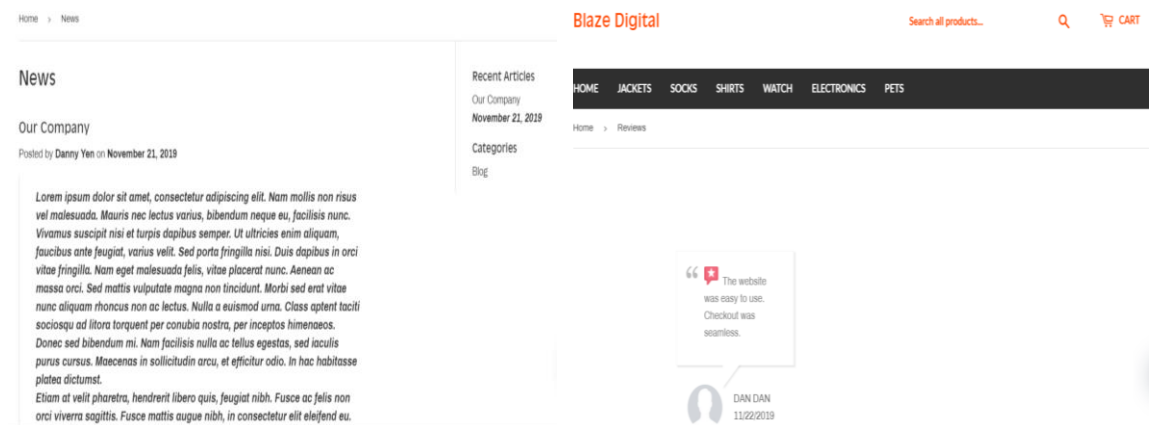 Home > News
News
Our Company
Posted by Danny Yen on November 21, 2019
Lorem ipsum dolor sit amet, consectetur adipiscing elit. Nam mollis non risus
vel malesuada. Mauris nec lectus varius, bibendum neque eu, facilisis nunc.
Vivamus suscipit nisi et turpis dapibus semper. Ut ultricies enim aliquam,
faucibus ante feugiat, varius velit. Sed porta fringilla nisi. Duis dapibus in orci
vitae fringilla. Nam eget malesuada felis, vitae placerat nunc. Aenean ac
massa orci. Sed mattis vulputate magna non tincidunt. Morbi sed erat vitae
nunc aliquam rhoncus non ac lectus. Nulla a euismod urna. Class aptent taciti
sociosqu ad litora torquent per conubia nostra, per inceptos himenaeos.
Donec sed bibendum mi. Nam facilisis nulla ac tellus egestas, sed iaculis
purus cursus. Maecenas in sollicitudin arcu, et efficitur odio. In hac habitasse
platea dictumst.
Etiam at velit pharetra, hendrerit libero quis, feugiat nibh. Fusce ac felis non
orci viverra sagittis. Fusce mattis augue nibh, in consectetur elit eleifend eu.
Recent Articles
Our Company
November 21, 2019
Categories
Blog
Blaze Digital
Search all products...
CART
HOME JACKETS SOCKS SHIRTS WATCH ELECTRONICS PETS
Home > Reviews
“ The website
was easy to use.
Checkout was
seamless.
DAN DAN
11/22/2019